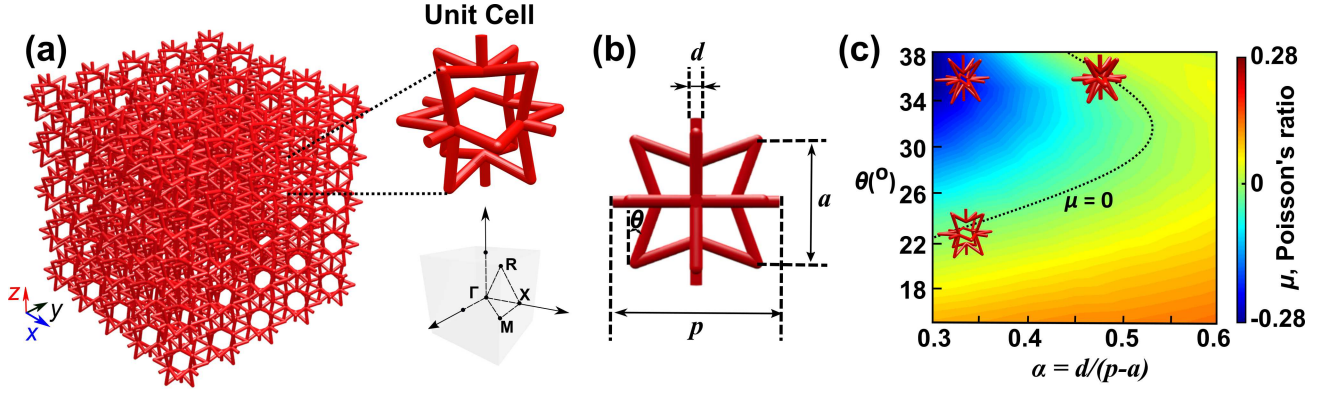 (a)
Unit Cell
z
y
x
R
Γ
X
M
(b)
d
θ
a
p
(c)
38
34
30
26
22
18
θ(°)
μ = 0
0.3
0.4
0.5
0.6
α = d/(p-a)
0.28
0
-0.28
μ, Poisson's ratio